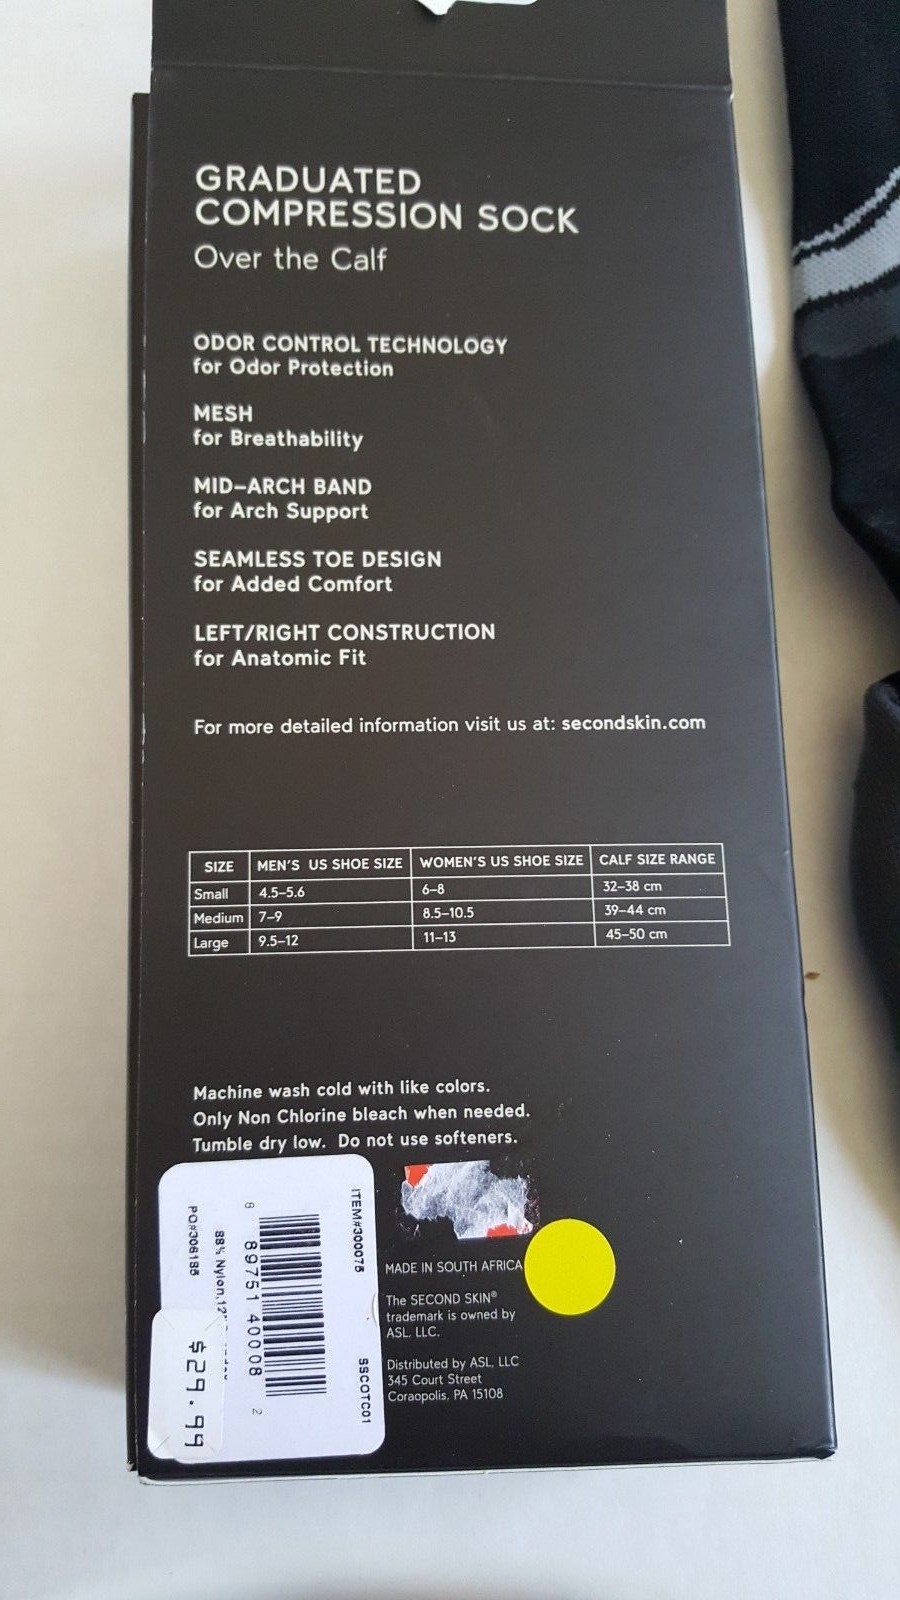 GRADUATED
COMPRESSION SOCK
Over the Calf
ODOR CONTROL TECHNOLOGY
for Odor Protection
MESH
for Breathability
MID-ARCH BAND
for Arch Support
SEAMLESS TOE DESIGN
for Added Comfort
LEFT/RIGHT CONSTRUCTION
for Anatomic Fit
For more detailed information visit us at: secondskin.com
SIZE MEN'S US SHOE SIZE WOMEN'S US SHOE SIZE CALF SIZE RANGE
Small 4.5-5.6 6-8 32-38 cm
Medium 7-9 8.5-10.5 39-44 cm
Large 9.5-12 11-13 45-50 cm
Machine wash cold with like colors.
Only Non Chlorine bleach when needed.
Tumble dry low. Do not use softeners.
ITEM#300075 SSCOTC01
8 89751 40008 2
88% Nylon,12%
PO#306186
$29.99
MADE IN SOUTH AFRICA
The SECOND SKIN®
trademark is owned by
ASL, LLC.
Distributed by ASL, LLC
345 Court Street
Coraopolis, PA 15108